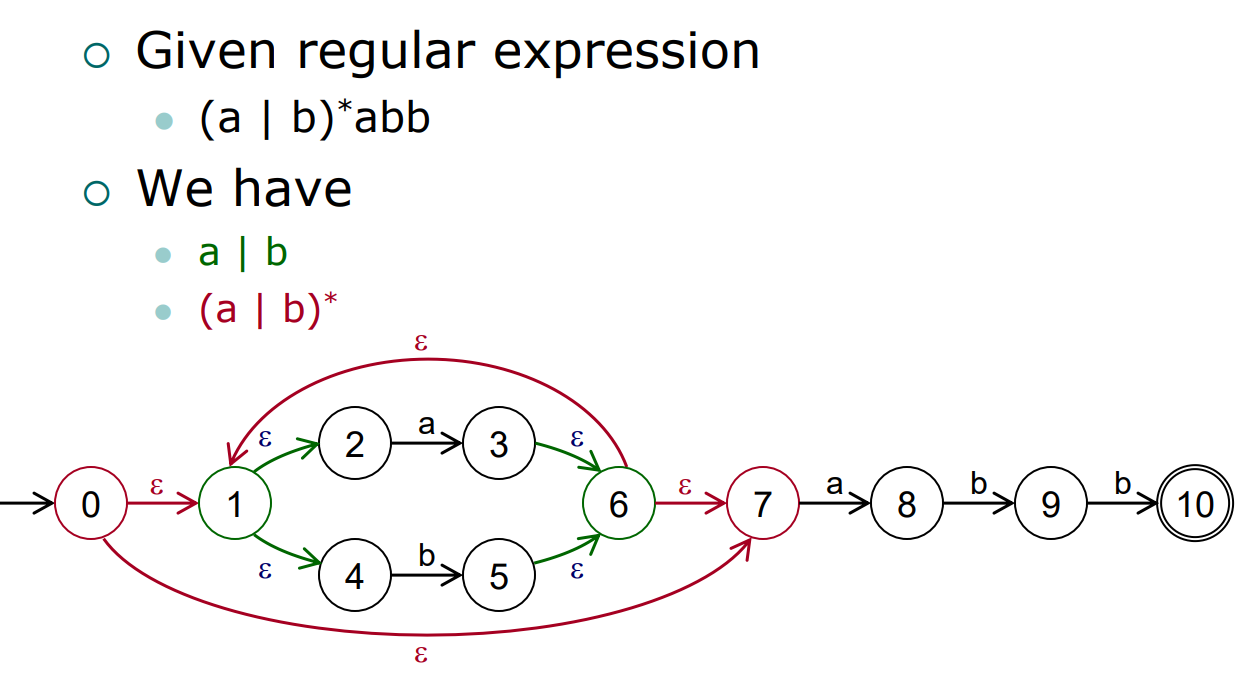 Given regular expression
(a | b)*abb
We have
a | b
(a | b)*
ε
ε 2 a 3 ε
0 ε 1 6 ε 7 a 8 b 9 b 10
ε 4 b 5 ε
ε